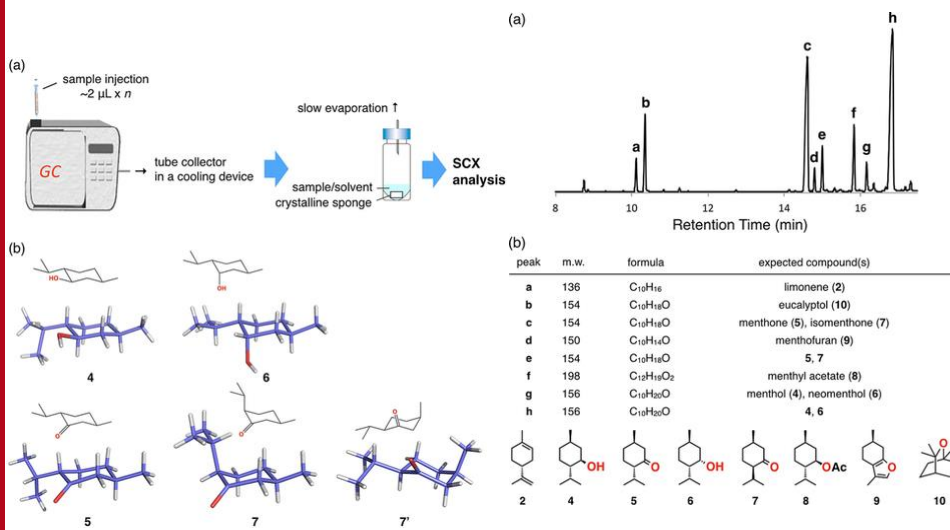 (a)
sample injection
~2 μL x n
GC
tube collector
in a cooling device
slow evaporation ↑
sample/solvent
crystalline sponge
SCX
analysis
(b)
HO
4
OH
6
O
5
O
7
O
7'
(a)
a
b
c
d
e
f
g
h
8
10
12
14
16
Retention Time (min)
(b)
peak m.w. formula expected compound(s)
a 136 C₁₀H₁₆ limonene (2)
b 154 C₁₀H₁₈O eucalyptol (10)
c 154 C₁₀H₁₈O menthone (5), isomenthone (7)
d 150 C₁₀H₁₄O menthofuran (9)
e 154 C₁₀H₁₈O 5, 7
f 198 C₁₂H₁₉O₂ menthyl acetate (8)
g 156 C₁₀H₂₀O menthol (4), neomenthol (6)
h 156 C₁₀H₂₀O 4, 6
OH
O
OH
O
OAc
O
O
2 4 5 6 7 8 9 10